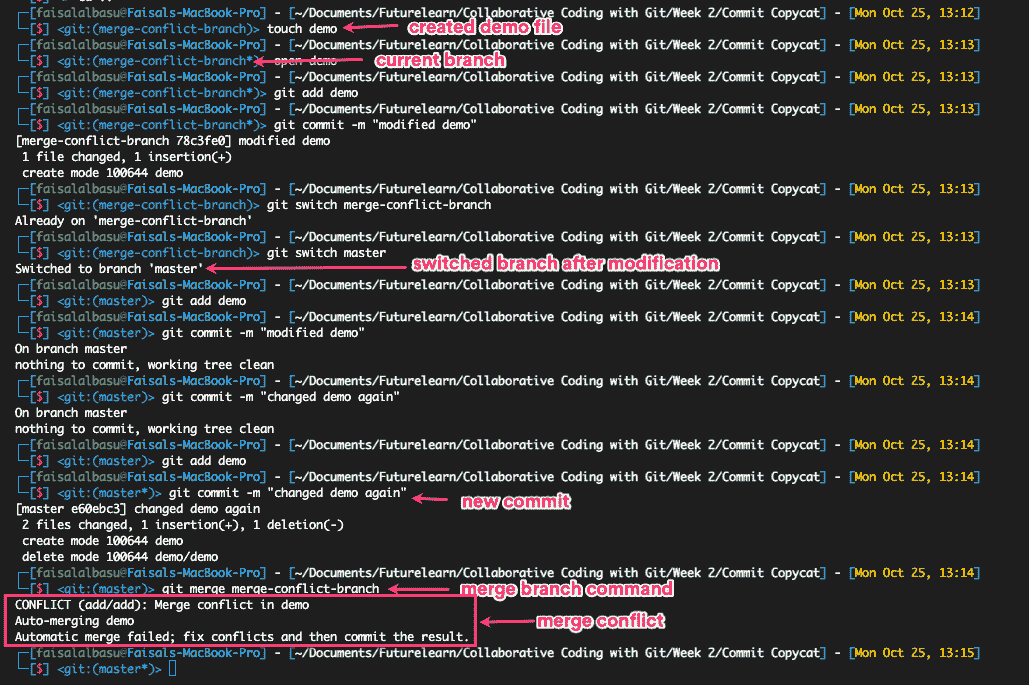 ┌─[faisalalbasu@Faisals-MacBook-Pro] - [~/Documents/Futurelearn/Collaborative Coding with Git/Week 2/Commit Copycat] - [Mon Oct 25, 13:12]
└─[$] <git:(merge-conflict-branch)> touch demo created demo file
┌─[faisalalbasu@Faisals-MacBook-Pro] - [~/Documents/Futurelearn/Collaborative Coding with Git/Week 2/Commit Copycat] - [Mon Oct 25, 13:13]
└─[$] <git:(merge-conflict-branch*)> open demo current branch
┌─[faisalalbasu@Faisals-MacBook-Pro] - [~/Documents/Futurelearn/Collaborative Coding with Git/Week 2/Commit Copycat] - [Mon Oct 25, 13:13]
└─[$] <git:(merge-conflict-branch*)> git add demo
┌─[faisalalbasu@Faisals-MacBook-Pro] - [~/Documents/Futurelearn/Collaborative Coding with Git/Week 2/Commit Copycat] - [Mon Oct 25, 13:13]
└─[$] <git:(merge-conflict-branch*)> git commit -m "modified demo"
[merge-conflict-branch 78c3fe0] modified demo
1 file changed, 1 insertion(+)
create mode 100644 demo
┌─[faisalalbasu@Faisals-MacBook-Pro] - [~/Documents/Futurelearn/Collaborative Coding with Git/Week 2/Commit Copycat] - [Mon Oct 25, 13:13]
└─[$] <git:(merge-conflict-branch)> git switch merge-conflict-branch
Already on 'merge-conflict-branch'
┌─[faisalalbasu@Faisals-MacBook-Pro] - [~/Documents/Futurelearn/Collaborative Coding with Git/Week 2/Commit Copycat] - [Mon Oct 25, 13:13]
└─[$] <git:(merge-conflict-branch)> git switch master
Switched to branch 'master' switched branch after modification
┌─[faisalalbasu@Faisals-MacBook-Pro] - [~/Documents/Futurelearn/Collaborative Coding with Git/Week 2/Commit Copycat] - [Mon Oct 25, 13:13]
└─[$] <git:(master)> git add demo
┌─[faisalalbasu@Faisals-MacBook-Pro] - [~/Documents/Futurelearn/Collaborative Coding with Git/Week 2/Commit Copycat] - [Mon Oct 25, 13:14]
└─[$] <git:(master)> git commit -m "modified demo"
On branch master
nothing to commit, working tree clean
┌─[faisalalbasu@Faisals-MacBook-Pro] - [~/Documents/Futurelearn/Collaborative Coding with Git/Week 2/Commit Copycat] - [Mon Oct 25, 13:14]
└─[$] <git:(master)> git commit -m "changed demo again"
On branch master
nothing to commit, working tree clean
┌─[faisalalbasu@Faisals-MacBook-Pro] - [~/Documents/Futurelearn/Collaborative Coding with Git/Week 2/Commit Copycat] - [Mon Oct 25, 13:14]
└─[$] <git:(master)> git add demo
┌─[faisalalbasu@Faisals-MacBook-Pro] - [~/Documents/Futurelearn/Collaborative Coding with Git/Week 2/Commit Copycat] - [Mon Oct 25, 13:14]
└─[$] <git:(master*)> git commit -m "changed demo again" new commit
[master e60ebc3] changed demo again
2 files changed, 1 insertion(+), 1 deletion(-)
create mode 100644 demo
delete mode 100644 demo/demo
┌─[faisalalbasu@Faisals-MacBook-Pro] - [~/Documents/Futurelearn/Collaborative Coding with Git/Week 2/Commit Copycat] - [Mon Oct 25, 13:14]
└─[$] <git:(master)> git merge merge-conflict-branch merge branch command
CONFLICT (add/add): Merge conflict in demo
Auto-merging demo merge conflict
Automatic merge failed; fix conflicts and then commit the result.
┌─[faisalalbasu@Faisals-MacBook-Pro] - [~/Documents/Futurelearn/Collaborative Coding with Git/Week 2/Commit Copycat] - [Mon Oct 25, 13:15]
└─[$] <git:(master*)>